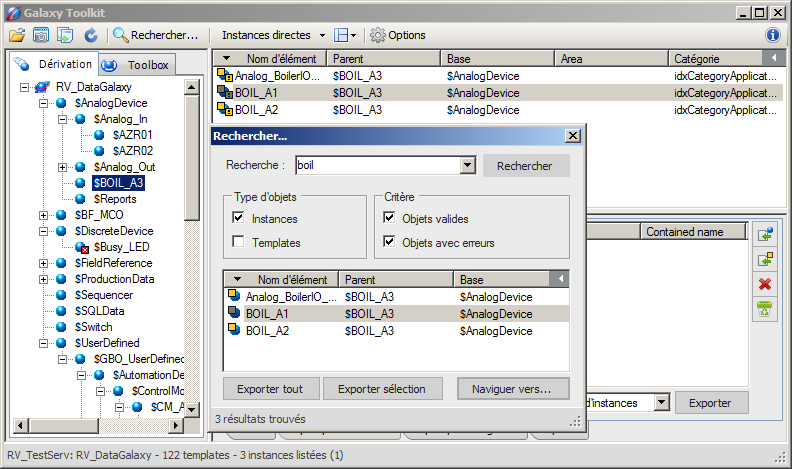 Galaxy Toolkit
Rechercher... Instances directes Options
Dérivation Toolbox
RV_DataGalaxy
$AnalogDevice
$Analog_In
$AZR01
$AZR02
$Analog_Out
$BOIL_A3
$Reports
$BF_MCO
$DiscreteDevice
$Busy_LED
$FieldReference
$ProductionData
$Sequencer
$SQLData
$Switch
$UserDefined
$GBO_UserDefined
$AutomationDe
$ControlMo
$CM_A
Nom d'élément Parent Base Area Catégorie
Analog_BoilerIO... $BOIL_A3 $AnalogDevice idxCategoryApplicat...
BOIL_A1 $BOIL_A3 $AnalogDevice idxCategoryApplicat...
BOIL_A2 $BOIL_A3 $AnalogDevice idxCategoryApplicat...
Contained name
d'instances Exporter
Rechercher...
Recherche : boil Rechercher
Type d'objets Critère
Instances Objets valides
Templates Objets avec erreurs
Nom d'élément Parent Base
Analog_BoilerIO_... $BOIL_A3 $AnalogDevice
BOIL_A1 $BOIL_A3 $AnalogDevice
BOIL_A2 $BOIL_A3 $AnalogDevice
Exporter tout Exporter sélection Naviguer vers...
3 résultats trouvés
RV_TestServ: RV_DataGalaxy - 122 templates - 3 instances listées (1)